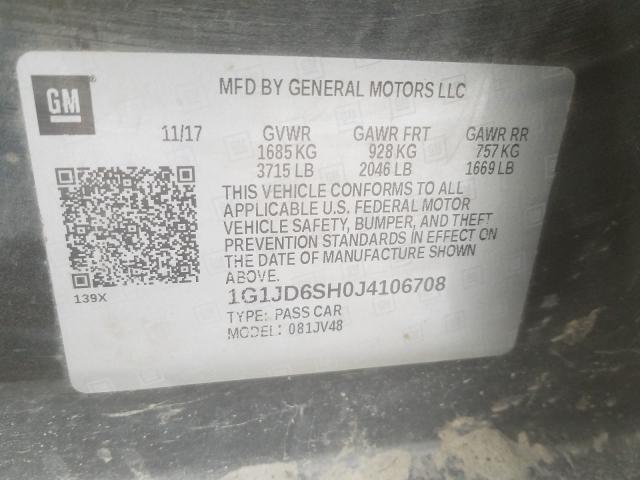 GM
MFD BY GENERAL MOTORS LLC
11/17 GVWR GAWR FRT GAWR RR
1685 KG 928 KG 757 KG
3715 LB 2046 LB 1669 LB
THIS VEHICLE CONFORMS TO ALL
APPLICABLE U.S. FEDERAL MOTOR
VEHICLE SAFETY, BUMPER, AND THEFT
PREVENTION STANDARDS IN EFFECT ON
THE DATE OF MANUFACTURE SHOWN
ABOVE.
139X
1G1JD6SH0J4106708
TYPE: PASS CAR
MODEL: 081JV48